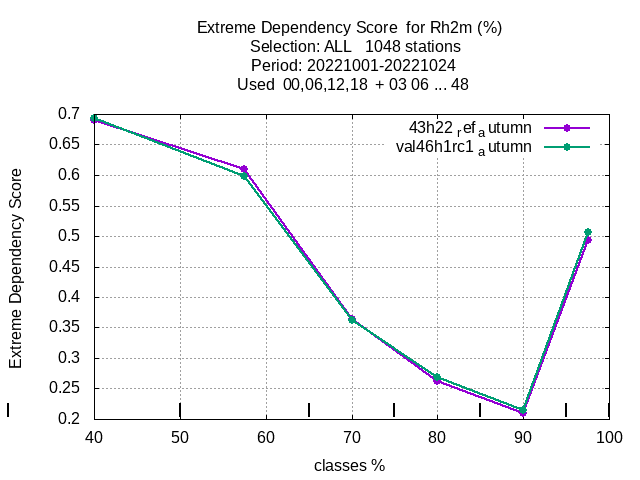 Extreme Dependency Score for Rh2m (%)
Selection: ALL 1048 stations
Period: 20221001-20221024
Used 00,06,12,18 + 03 06 ... 48
43h22 ref a utumn
val46h1rc1 a utumn
Extreme Dependency Score
0.7
0.65
0.6
0.55
0.5
0.45
0.4
0.35
0.3
0.25
0.2
40 50 60 70 80 90 100
classes %